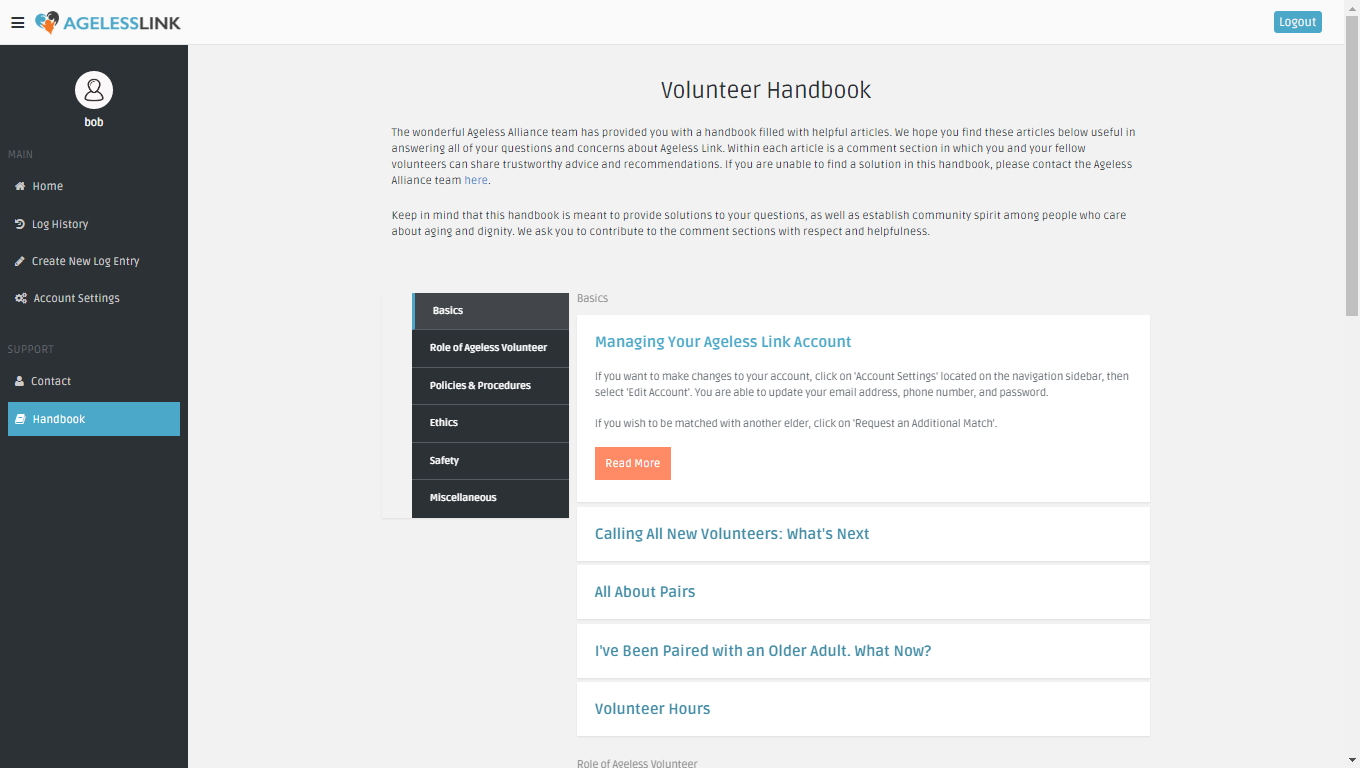 AGELESSLINK
Logout
bob
MAIN
Home
Log History
Create New Log Entry
Account Settings
SUPPORT
Contact
Handbook
Volunteer Handbook
The wonderful Ageless Alliance team has provided you with a handbook filled with helpful articles. We hope you find these articles below useful in
answering all of your questions and concerns about Ageless Link. Within each article is a comment section in which you and your fellow
volunteers can share trustworthy advice and recommendations. If you are unable to find a solution in this handbook, please contact the Ageless
Alliance team here.
Keep in mind that this handbook is meant to provide solutions to your questions, as well as establish community spirit among people who care
about aging and dignity. We ask you to contribute to the comment sections with respect and helpfulness.
Basics
Role of Ageless Volunteer
Policies & Procedures
Ethics
Safety
Miscellaneous
Basics
Managing Your Ageless Link Account
If you want to make changes to your account, click on 'Account Settings' located on the navigation sidebar, then
select 'Edit Account'. You are able to update your email address, phone number, and password.
If you wish to be matched with another elder, click on 'Request an Additional Match'.
Read More
Calling All New Volunteers: What's Next
All About Pairs
I've Been Paired with an Older Adult. What Now?
Volunteer Hours
Role of Ageless Volunteer